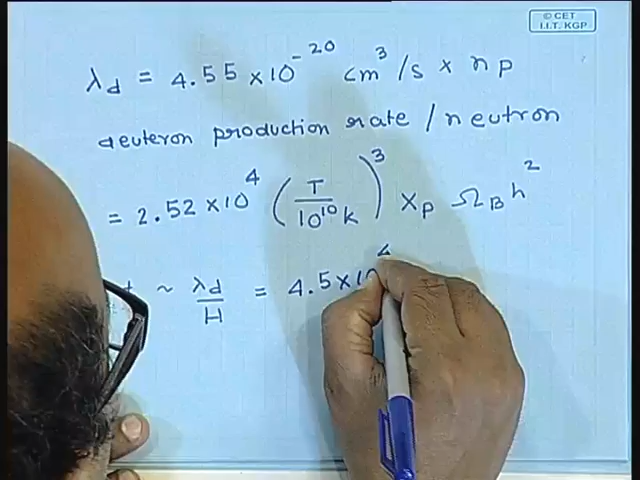 © CET
I.I.T. KGP
λd = 4.55 × 10^-20 cm^3/s × np
deuteron production rate / neutron
= 2.52 × 10^4 (T/10^10 k)^3 Xp ΩB h^2
t ~ λd/H = 4.5 × 10^4